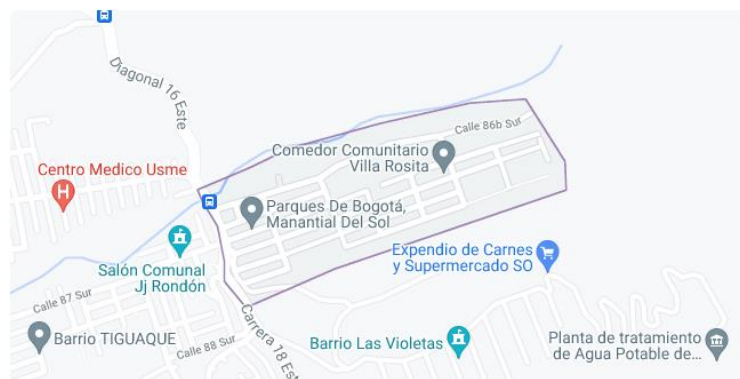 Diagonal 16 Este
Calle 86b Sur
Comedor Comunitario
Villa Rosita
Centro Medico Usme
H
Parques De Bogotá,
Manantial Del Sol
Expendio de Carnes
y Supermercado SO
Salón Comunal
Jj Rondón
Calle 87 Sur
Carrera 18 Este
Barrio TIGUAQUE
Calle 88 Sur
Barrio Las Violetas
Planta de tratamiento
de Agua Potable de...